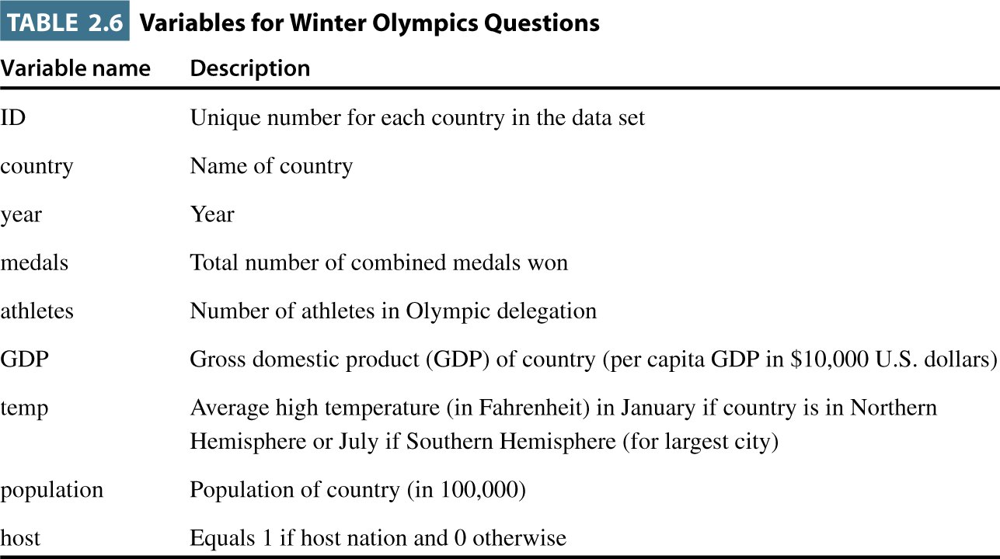 TABLE 2.6 Variables for Winter Olympics Questions
Variable name Description
ID Unique number for each country in the data set
country Name of country
year Year
medals Total number of combined medals won
athletes Number of athletes in Olympic delegation
GDP Gross domestic product (GDP) of country (per capita GDP in $10,000 U.S. dollars)
temp Average high temperature (in Fahrenheit) in January if country is in Northern
Hemisphere or July if Southern Hemisphere (for largest city)
population Population of country (in 100,000)
host Equals 1 if host nation and 0 otherwise